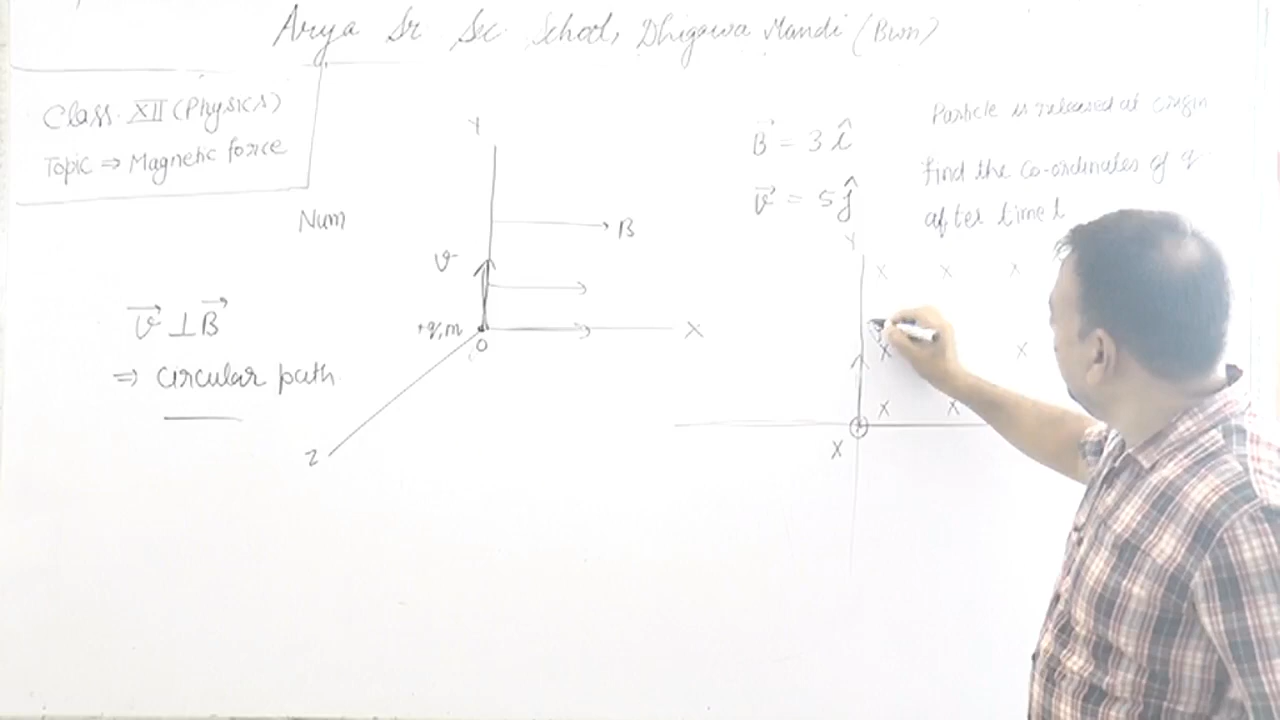 Arya Sr Sec School, Dhigawa Mandi (Bwn)
Class. XII (Physics)
Topic ⇒ Magnetic force
Num
v⃗ ⊥ B⃗
⇒ circular path
Y
B
v
+q,m
O
X
Z
B⃗ = 3 î
v⃗ = 5 ĵ
Particle is released at origin
Find the co-ordinates of q
after time t
Y
X X X
X X
X X
X